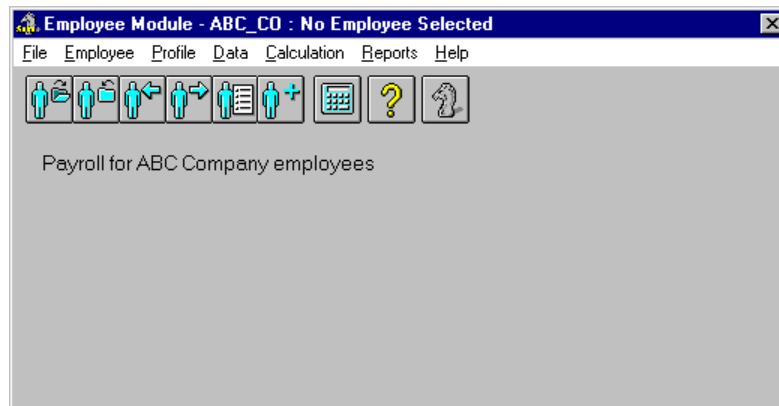 Employee Module - ABC_CO : No Employee Selected
File Employee Profile Data Calculation Reports Help
Payroll for ABC Company employees